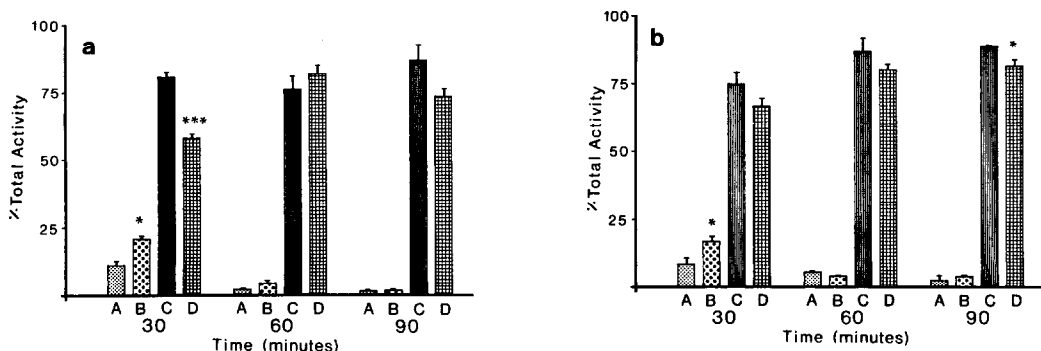 a
%Total Activity
100
75
50
25
*
***
A B C D A B C D A B C D
30 60 90
Time (minutes)
b
%Total Activity
100
75
50
25
*
*
A B C D A B C D A B C D
30 60 90
Time (minutes)